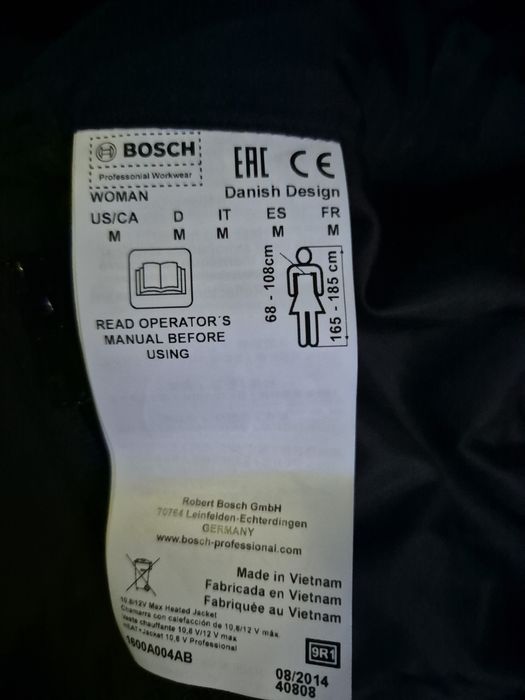 BOSCH
Professional Workwear
EAC CE
WOMAN
Danish Design
US/CA D IT ES FR
M M M M M
68 - 108cm
165 - 185 cm
READ OPERATOR'S
MANUAL BEFORE
USING
Robert Bosch GmbH
70764 Leinfelden-Echterdingen
GERMANY
www.bosch-professional.com
Made in Vietnam
Fabricada en Vietnam
Fabriquée au Vietnam
10,8/12V Max Heated Jacket
Chamarra con calefacción de 10,8/12 V máx.
Veste chauffante 10,8 V/12 V max
HEAT+Jacket 10,8 V Professional
1600A004AB
9R1
08/2014
40808